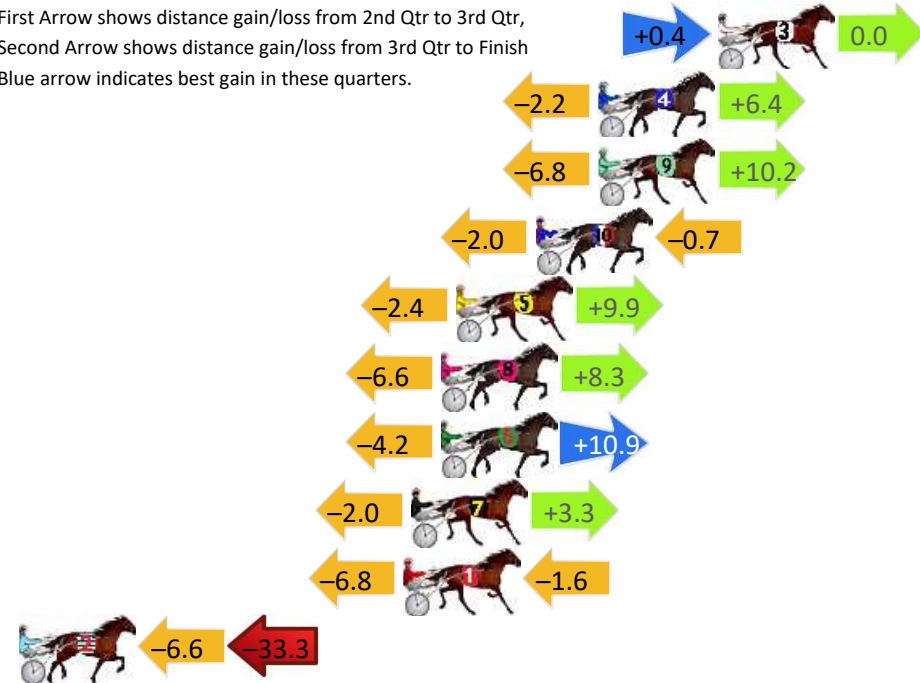 First Arrow shows distance gain/loss from 2nd Qtr to 3rd Qtr,
Second Arrow shows distance gain/loss from 3rd Qtr to Finish
Blue arrow indicates best gain in these quarters.
+0.4 3 0.0
−2.2 4 +6.4
−6.8 9 +10.2
−2.0 10 −0.7
−2.4 5 +9.9
−6.6 8 +8.3
−4.2 6 +10.9
−2.0 7 +3.3
−6.8 1 −1.6
2 −6.6 −33.3